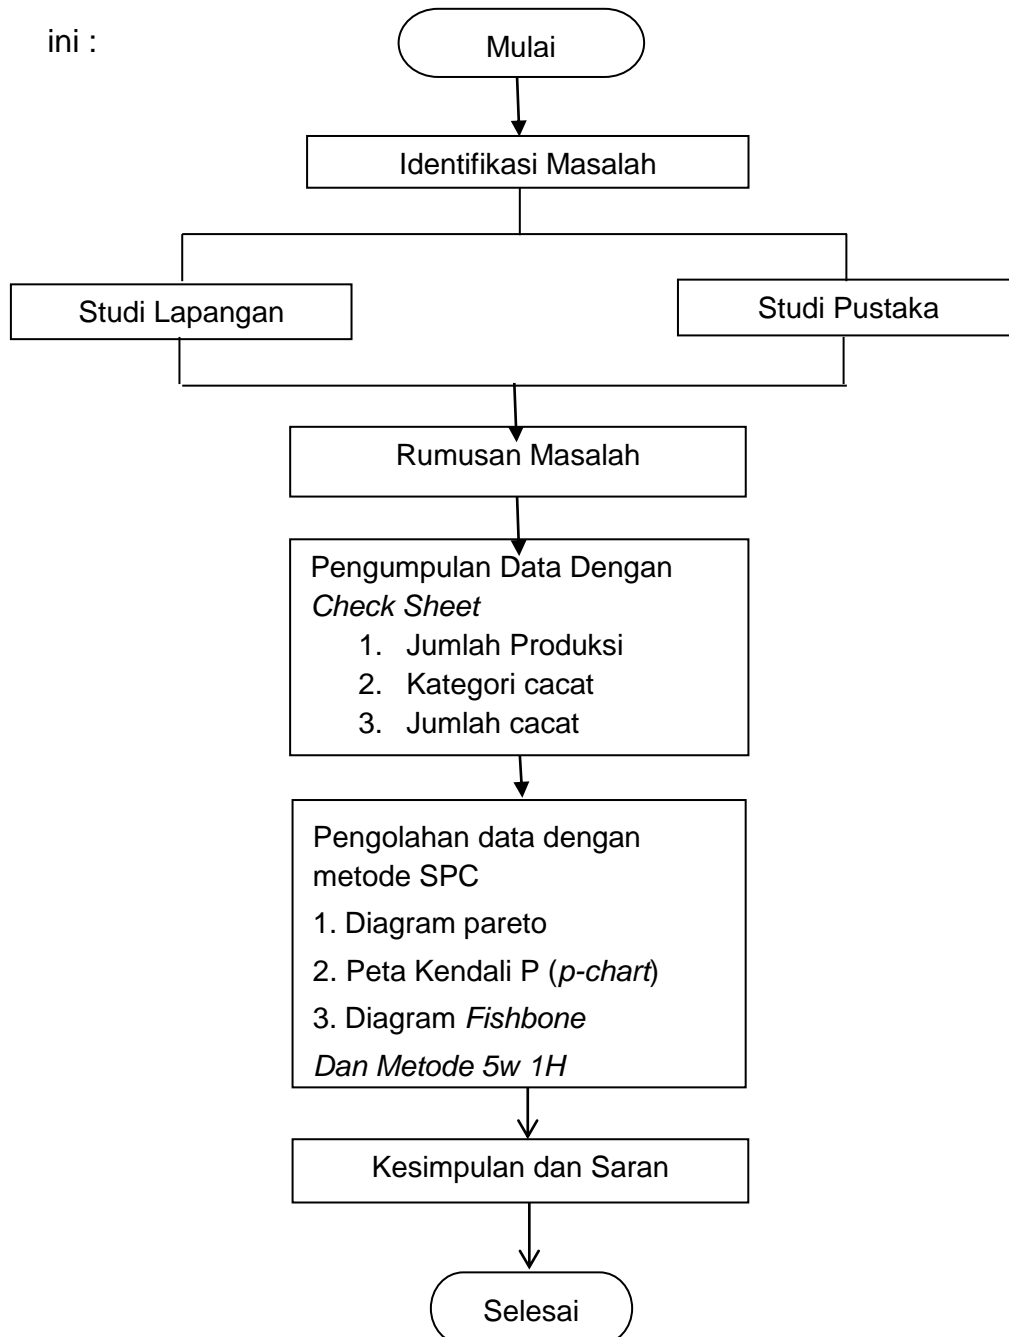 ini :
Mulai
Identifikasi Masalah
Studi Lapangan
Studi Pustaka
Rumusan Masalah
Pengumpulan Data Dengan
Check Sheet
1. Jumlah Produksi
2. Kategori cacat
3. Jumlah cacat
Pengolahan data dengan
metode SPC
1. Diagram pareto
2. Peta Kendali P (p-chart)
3. Diagram Fishbone
Dan Metode 5w 1H
Kesimpulan dan Saran
Selesai